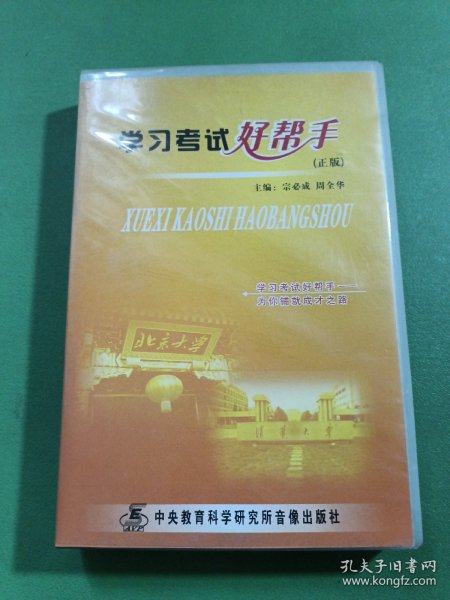 学习考试好帮手
(正版)
主编：宗必成 周全华
XUEXI KAOSHI HAOBANGSHOU
学习考试好帮手——
为你铺就成才之路
北京大学
清华大学
中央教育科学研究所音像出版社
孔夫子旧书网
www.kongfz.com